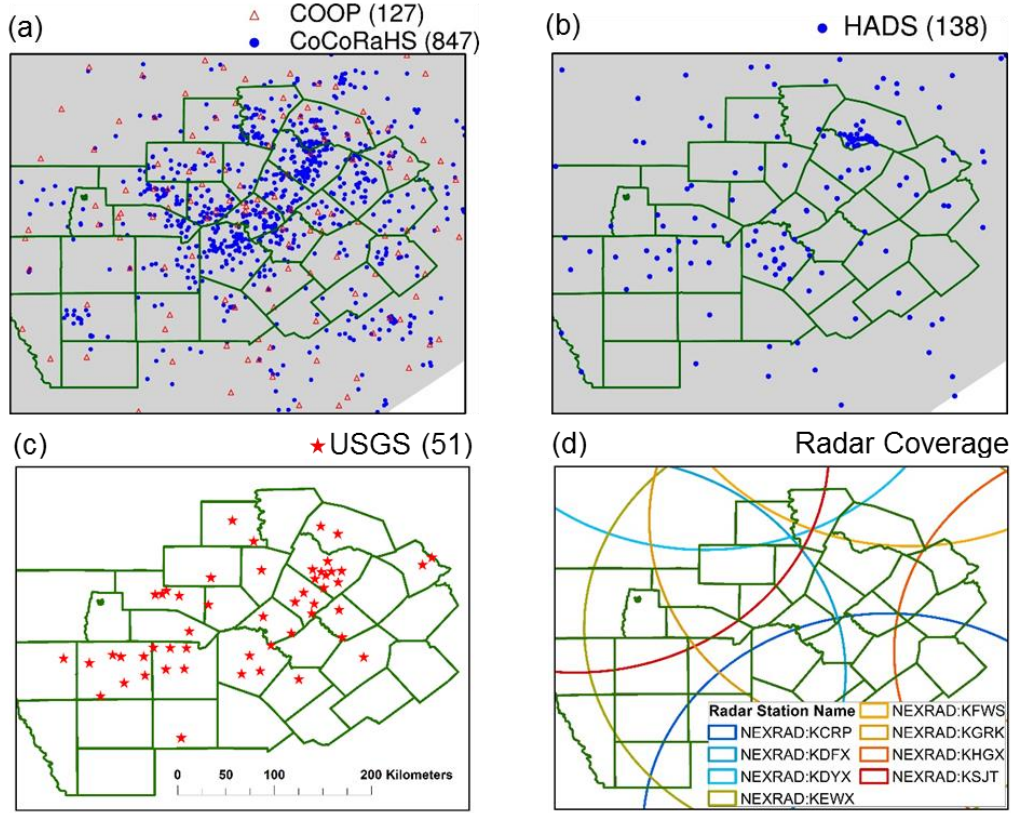 (a)
△ COOP (127)
● CoCoRaHS (847)
(b)
● HADS (138)
(c)
★USGS (51)
0 50 100 200 Kilometers
(d)
Radar Coverage
Radar Station Name
NEXRAD:KCRP
NEXRAD:KDFX
NEXRAD:KDYX
NEXRAD:KEWX
NEXRAD:KFWS
NEXRAD:KGRK
NEXRAD:KHGX
NEXRAD:KSJT